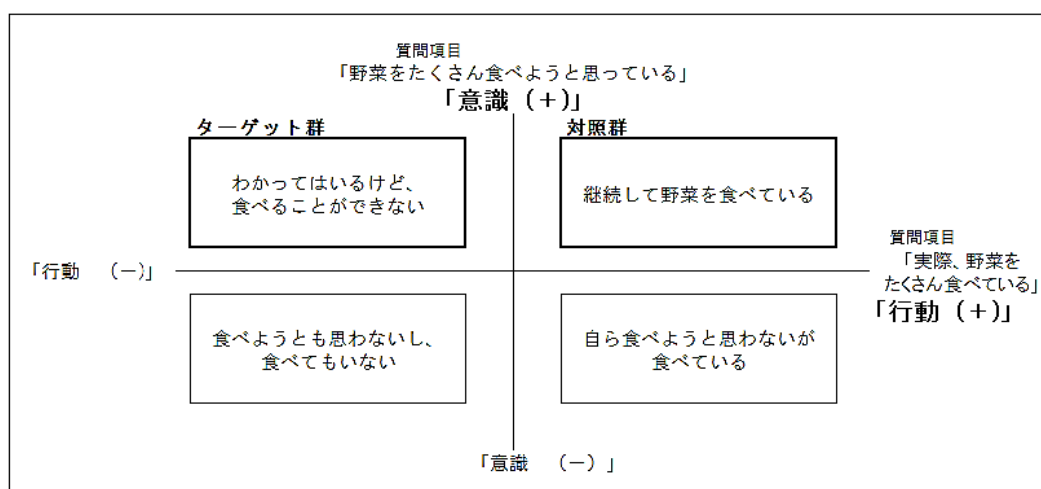 質問項目
「野菜をたくさん食べようと思っている」
「意識（＋）」
ターゲット群
対照群
わかってはいるけど、
食べることができない
継続して野菜を食べている
「行動　（－）」
質問項目
「実際、野菜を
たくさん食べている」
「行動（＋）」
食べようとも思わないし、
食べてもいない
自ら食べようと思わないが
食べている
「意識　（－）」